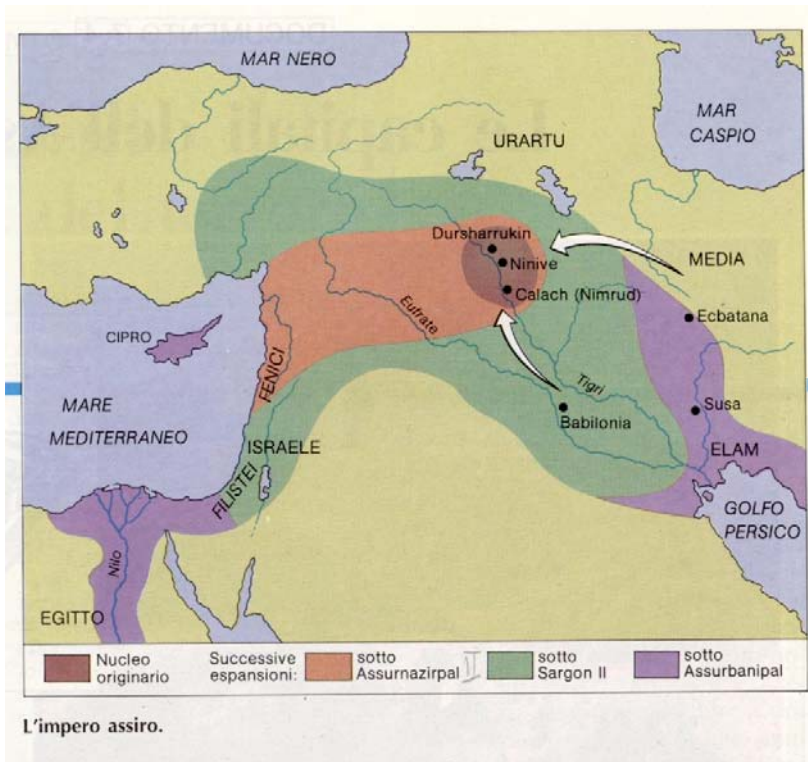 MAR NERO
MAR
CASPIO
URARTU
Dursharrukin
Ninive
MEDIA
Calach (Nimrud)
Ecbatana
CIPRO
Eufrate
FENICI
Tigri
MARE
MEDITERRANEO
Susa
Babilonia
ISRAELE
ELAM
FILISTEI
GOLFO
PERSICO
Nilo
EGITTO
Nucleo
originario
Successive
espansioni:
sotto
Assurnazirpal II
sotto
Sargon II
sotto
Assurbanipal
L'impero assiro.